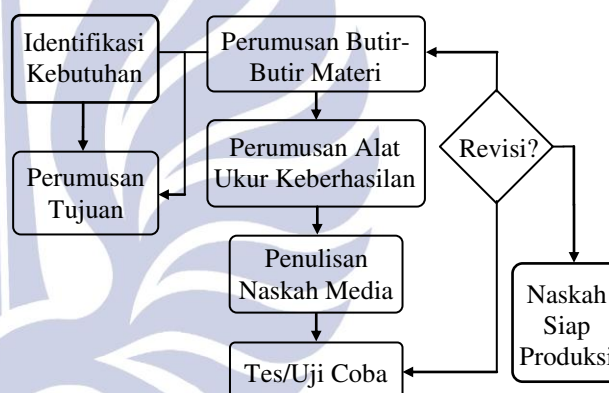 Identifikasi
Kebutuhan
Perumusan
Tujuan
Perumusan Butir-
Butir Materi
Perumusan Alat
Ukur Keberhasilan
Penulisan
Naskah Media
Tes/Uji Coba
Revisi?
Naskah
Siap
Produksi